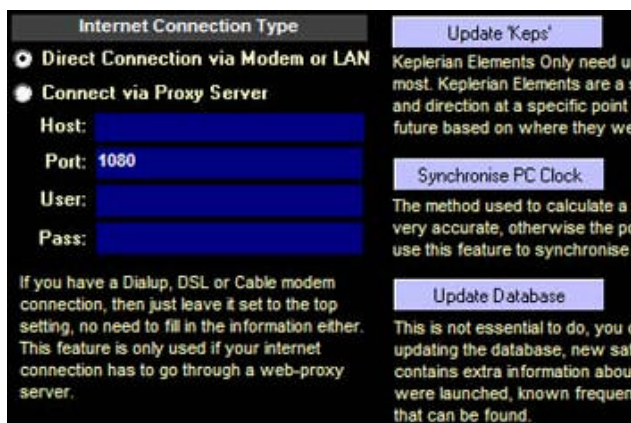 Internet Connection Type
Direct Connection via Modem or LAN
Connect via Proxy Server
Host:
Port: 1080
User:
Pass:
If you have a Dialup, DSL or Cable modem
connection, then just leave it set to the top
setting, no need to fill in the information either.
This feature is only used if your internet
connection has to go through a web-proxy
server.
Update 'Keps'
Keplerian Elements Only need u
most. Keplerian Elements are a s
and direction at a specific point
future based on where they we
Synchronise PC Clock
The method used to calculate a
very accurate, otherwise the po
use this feature to synchronise
Update Database
This is not essential to do, you
updating the database, new sat
contains extra information abou
were launched, known frequen
that can be found.